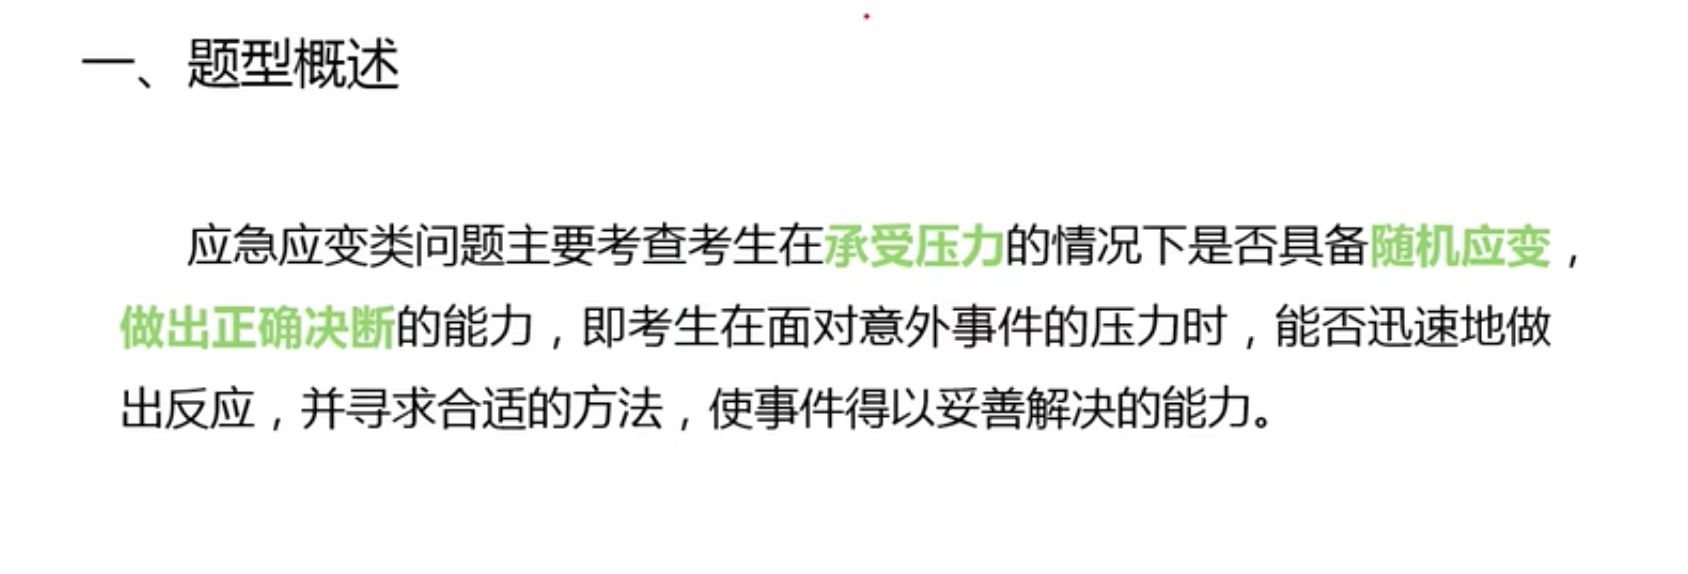 一、题型概述
应急应变类问题主要考查考生在承受压力的情况下是否具备随机应变，
做出正确决断的能力，即考生在面对意外事件的压力时，能否迅速地做
出反应，并寻求合适的方法，使事件得以妥善解决的能力。